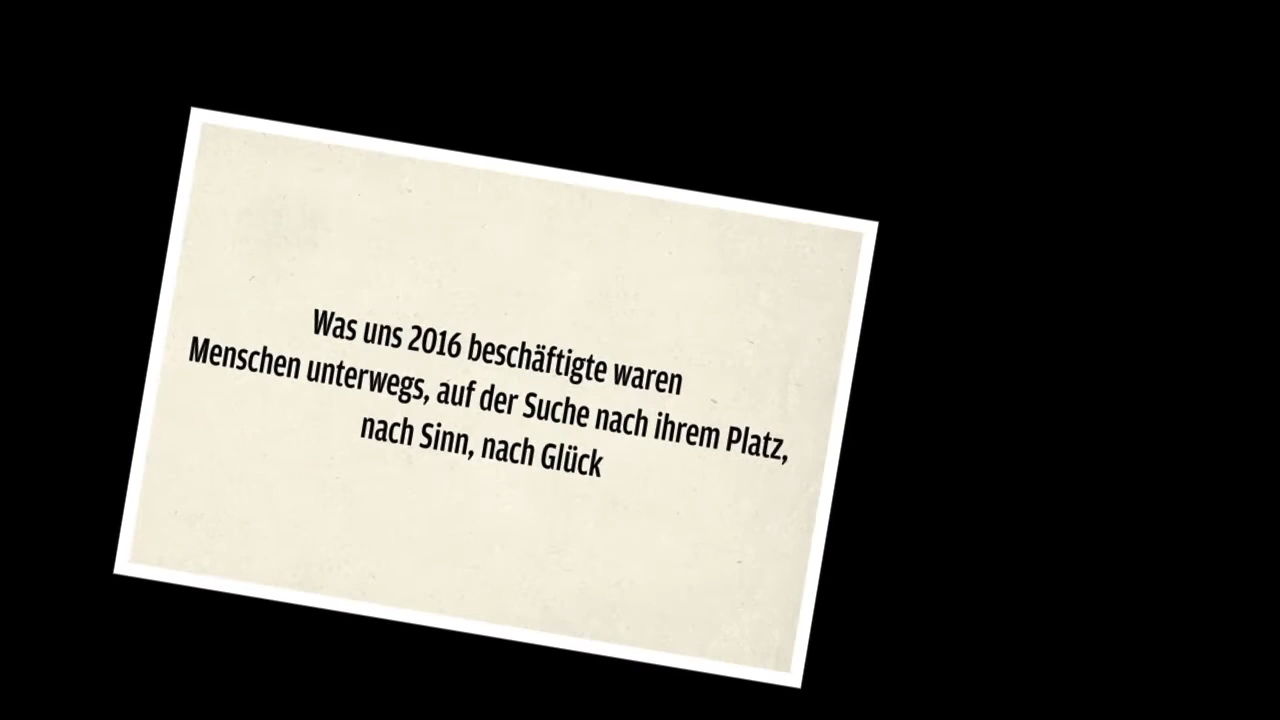 Was uns 2016 beschäftigte waren
Menschen unterwegs, auf der Suche nach ihrem Platz,
nach Sinn, nach Glück